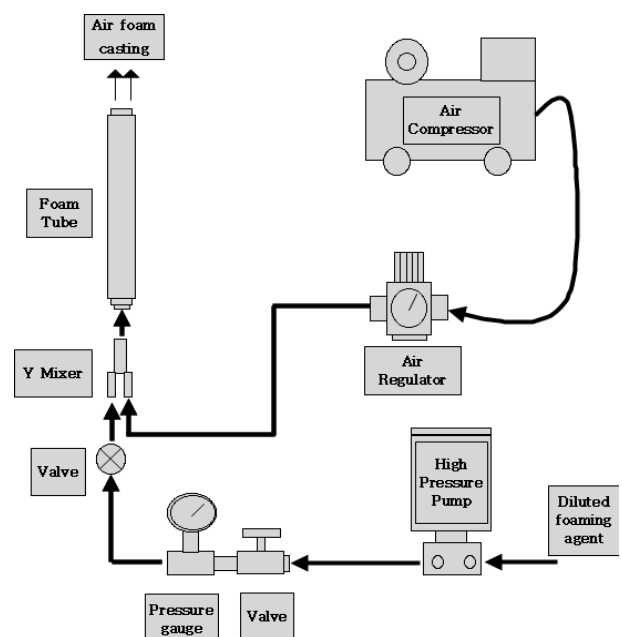 Air foam
casting
Air
Compressor
Foam
Tube
Y Mixer
Air
Regulator
Valve
High
Pressure
Pump
Diluted
foaming
agent
Pressure
gauge
Valve